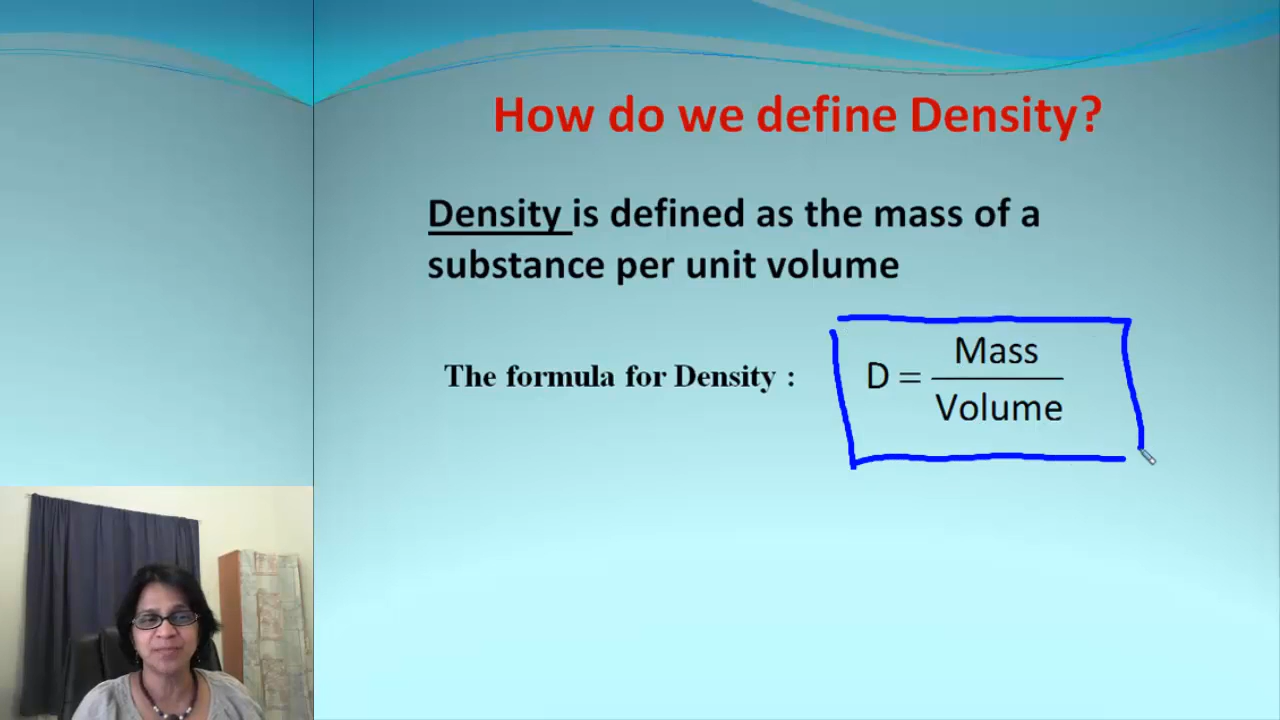 How do we define Density?
Density is defined as the mass of a
substance per unit volume
The formula for Density :
D = Mass
Volume